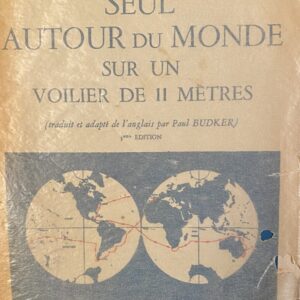 SEUL
AUTOUR DU MONDE
SUR UN
VOILIER DE 11 MÈTRES
(traduit et adapté de l'anglais par Paul BUDKER)
EDITION